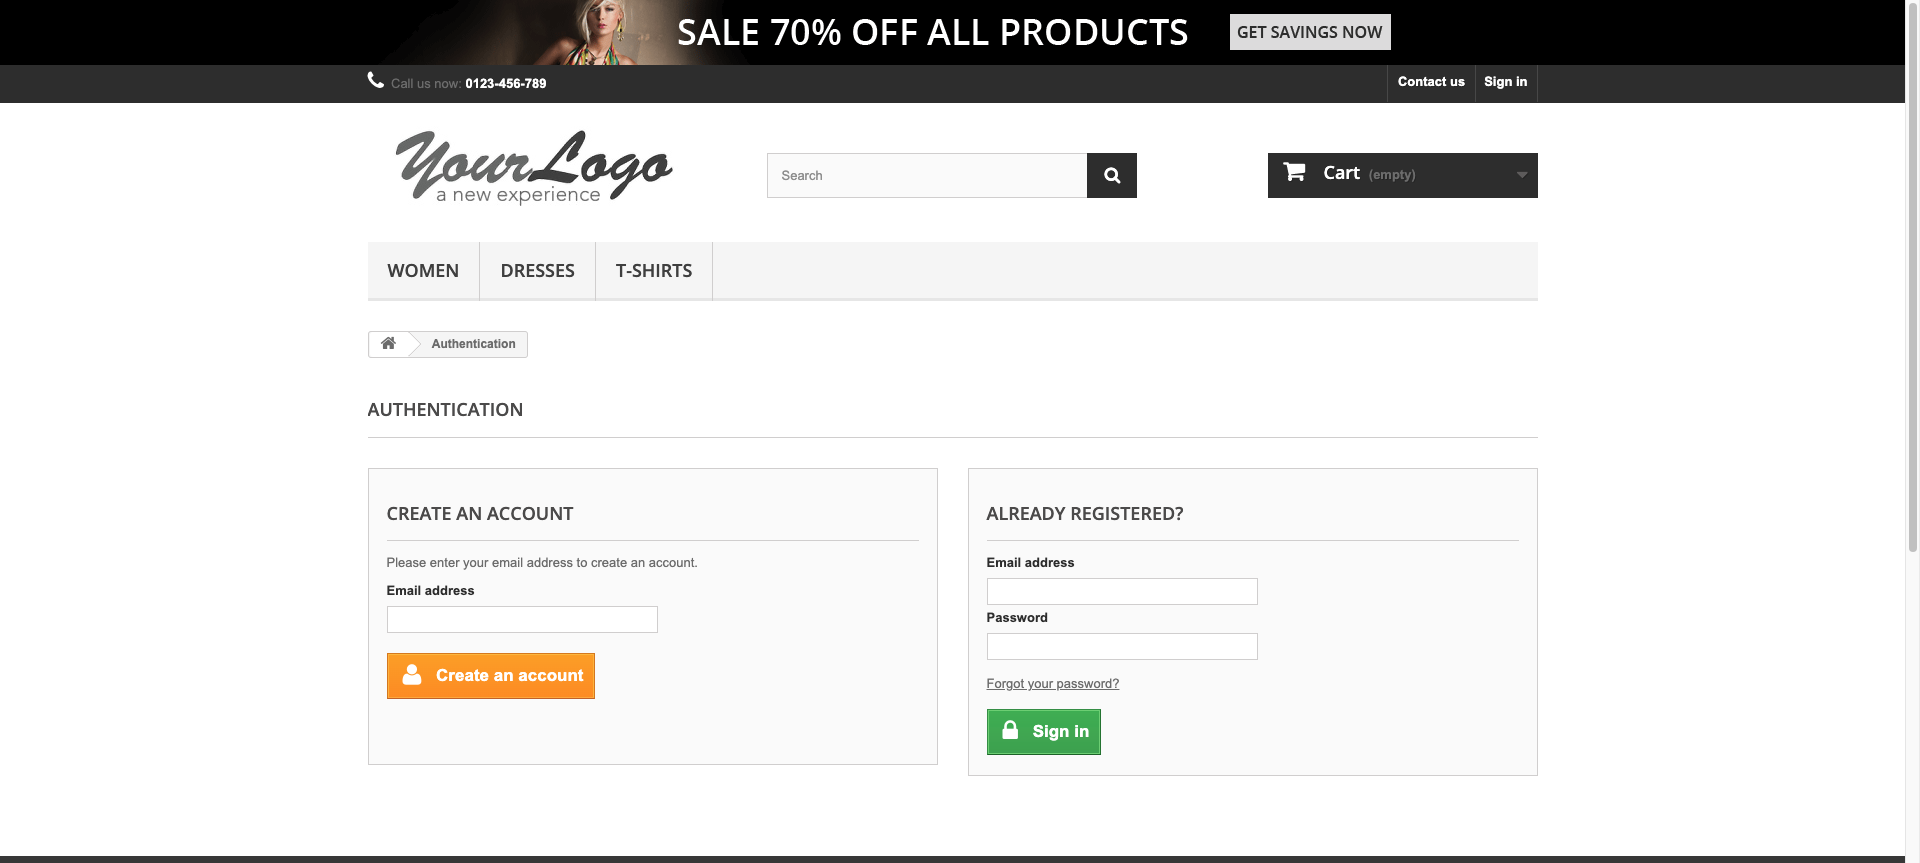 SALE 70% OFF ALL PRODUCTS GET SAVINGS NOW
Call us now: 0123-456-789 Contact us Sign in
YourLogo
a new experience
Search
Cart (empty)
WOMEN DRESSES T-SHIRTS
Authentication
AUTHENTICATION
CREATE AN ACCOUNT
Please enter your email address to create an account.
Email address
Create an account
ALREADY REGISTERED?
Email address
Password
Forgot your password?
Sign in